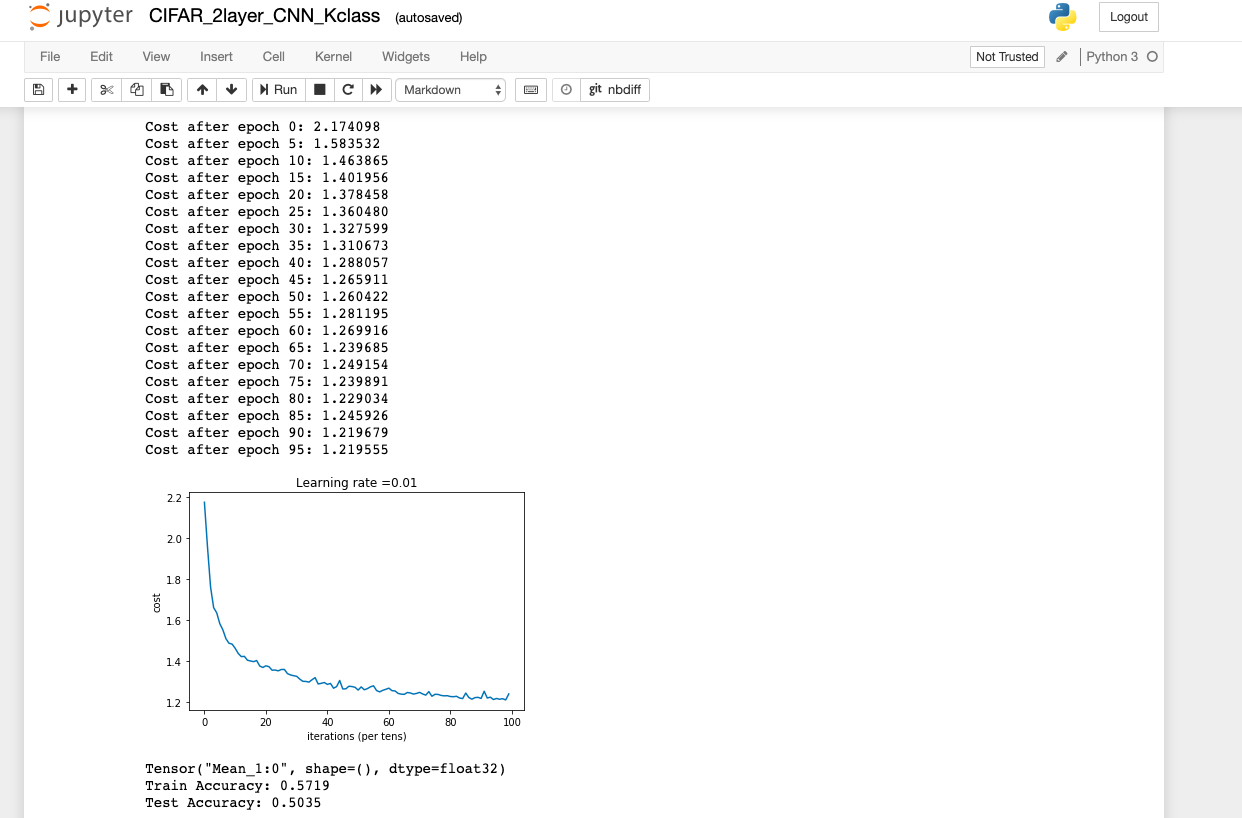 jupyter CIFAR_2layer_CNN_Kclass (autosaved) Logout
File Edit View Insert Cell Kernel Widgets Help Not Trusted Python 3
Run Markdown git nbdiff
Cost after epoch 0: 2.174098
Cost after epoch 5: 1.583532
Cost after epoch 10: 1.463865
Cost after epoch 15: 1.401956
Cost after epoch 20: 1.378458
Cost after epoch 25: 1.360480
Cost after epoch 30: 1.327599
Cost after epoch 35: 1.310673
Cost after epoch 40: 1.288057
Cost after epoch 45: 1.265911
Cost after epoch 50: 1.260422
Cost after epoch 55: 1.281195
Cost after epoch 60: 1.269916
Cost after epoch 65: 1.239685
Cost after epoch 70: 1.249154
Cost after epoch 75: 1.239891
Cost after epoch 80: 1.229034
Cost after epoch 85: 1.245926
Cost after epoch 90: 1.219679
Cost after epoch 95: 1.219555
Learning rate =0.01
2.2
2.0
1.8
1.6
1.4
1.2
cost
0 20 40 60 80 100
iterations (per tens)
Tensor("Mean_1:0", shape=(), dtype=float32)
Train Accuracy: 0.5719
Test Accuracy: 0.5035